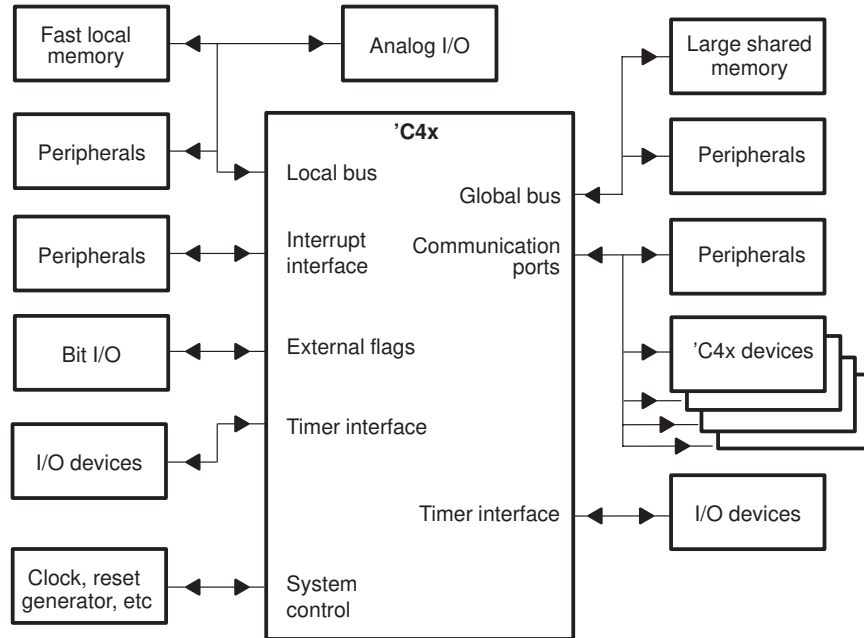 Fast local
memory
Analog I/O
Large shared
memory
’C4x
Peripherals
Local bus
Global bus
Peripherals
Peripherals
Interrupt
interface
Communication
ports
Peripherals
Bit I/O
External flags
’C4x devices
I/O devices
Timer interface
Timer interface
I/O devices
Clock, reset
generator, etc
System
control